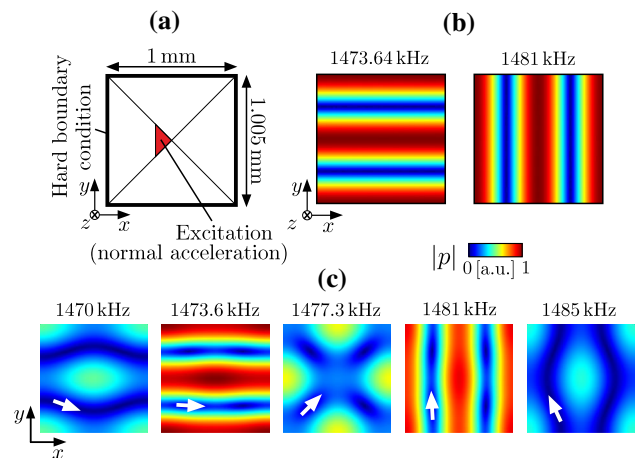 (a)
1 mm
Hard boundary
condition
1.005 mm
y
z
x
Excitation
(normal acceleration)
(b)
1473.64 kHz
1481 kHz
y
z
x
|p|
0 [a.u.] 1
(c)
1470 kHz
1473.6 kHz
1477.3 kHz
1481 kHz
1485 kHz
y
x